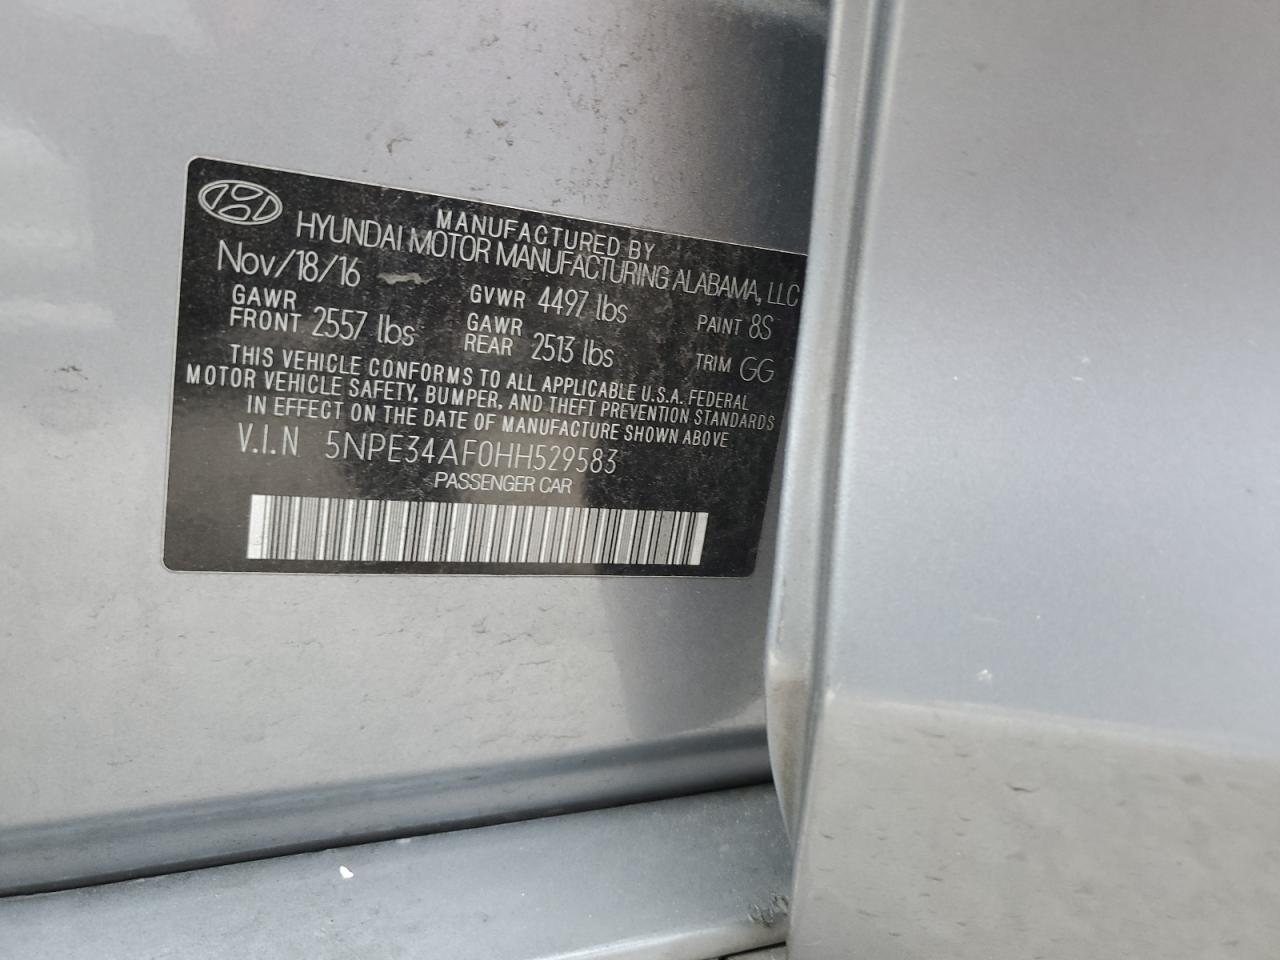 MANUFACTURED BY
HYUNDAI MOTOR MANUFACTURING ALABAMA, LLC
Nov/18/16
GVWR 4497 lbs
PAINT 8S
GAWR FRONT 2557 lbs
GAWR REAR 2513 lbs
TRIM GG
THIS VEHICLE CONFORMS TO ALL APPLICABLE U.S.A. FEDERAL
MOTOR VEHICLE SAFETY, BUMPER, AND THEFT PREVENTION STANDARDS
IN EFFECT ON THE DATE OF MANUFACTURE SHOWN ABOVE
V.I.N 5NPE34AF0HH529583
PASSENGER CAR